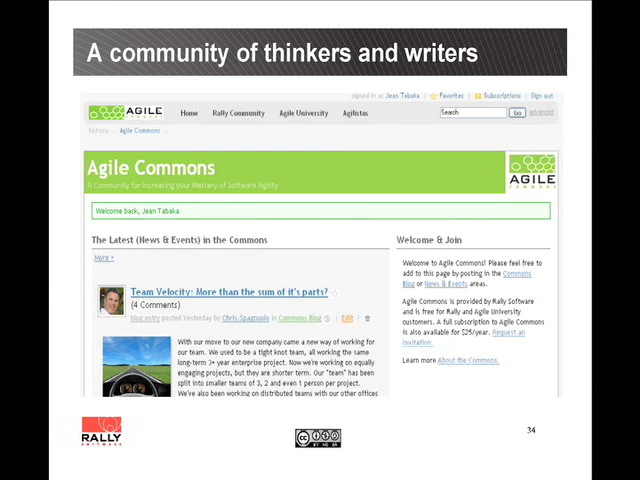 A community of thinkers and writers
signed in as Jean Tabaka | Favorites | Subscriptions | Sign out
AGILE
COMMONS
Home Rally Community Agile University Agilistas
Search Go Advanced
history: ... Agile Commons ...
Agile Commons
A Community for Increasing your Mastery of Software Agility
AGILE
COMMONS
Welcome back, Jean Tabaka
The Latest (News & Events) in the Commons
More »
Team Velocity: More than the sum of it's parts?
(4 Comments)
blog entry posted Yesterday by Chris Spagnuolo in Commons Blog | Edit |
With our move to our new company came a new way of working for
our team. We used to be a tight knit team, all working the same
long-term 3+ year enterprise project. Now we're working on equally
engaging projects, but they are shorter term. Our "team" has been
split into smaller teams of 3, 2 and even 1 person per project.
We've also been working on distributed teams with our other offices
Welcome & Join
Welcome to Agile Commons! Please feel free to
add to this page by posting in the Commons
Blog or News & Events areas.
Agile Commons is provided by Rally Software
and is free for Rally and Agile University
customers. A full subscription to Agile Commons
is also available for $25/year. Request an
invitation.
Learn more About the Commons.
RALLY
SOFTWARE
cc
BY NC SA
34